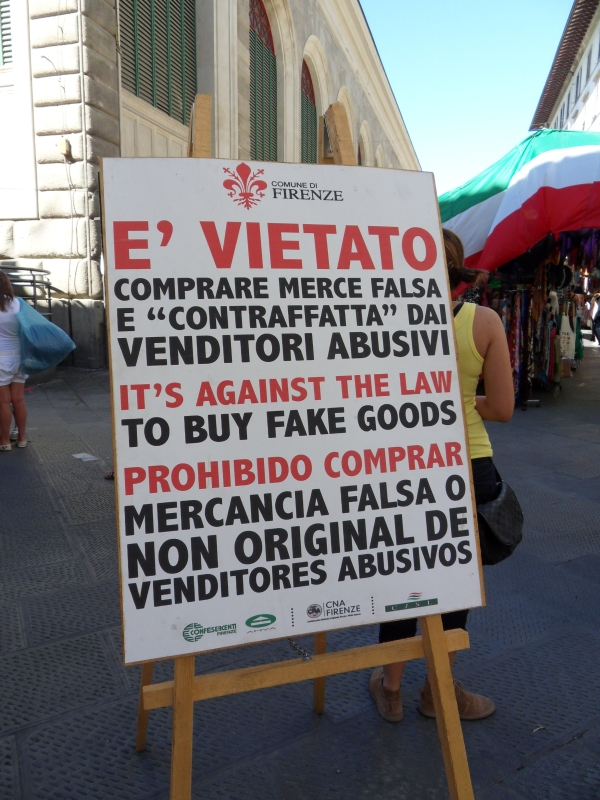 COMUNE DI
FIRENZE
E' VIETATO
COMPRARE MERCE FALSA
E “CONTRAFFATTA” DAI
VENDITORI ABUSIVI
IT'S AGAINST THE LAW
TO BUY FAKE GOODS
PROHIBIDO COMPRAR
MERCANCIA FALSA O
NON ORIGINAL DE
VENDITORES ABUSIVOS
CONFESERCENTI
FIRENZE
CNA
FIRENZE